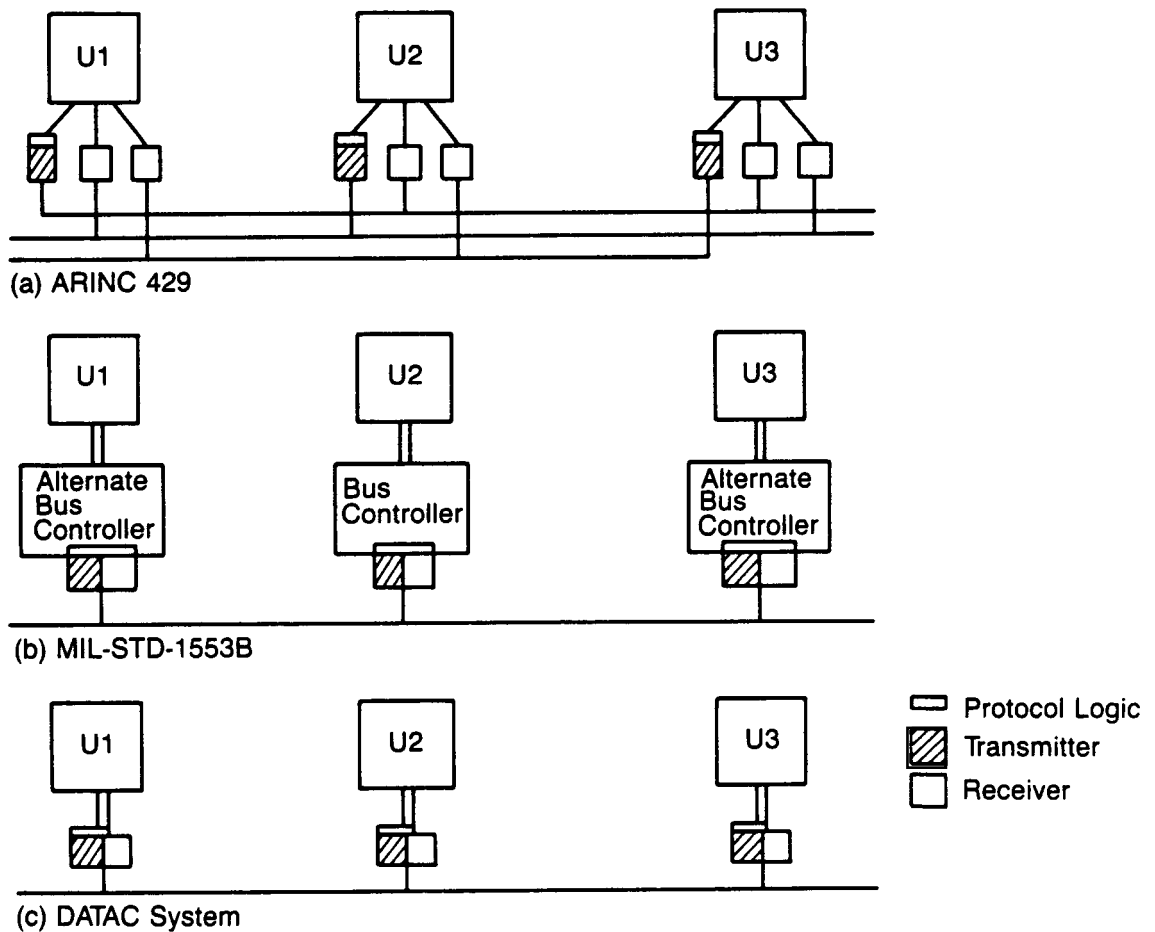 U1
U2
U3
(a) ARINC 429
U1
U2
U3
Alternate
Bus
Controller
Bus
Controller
Alternate
Bus
Controller
(b) MIL-STD-1553B
U1
U2
U3
Protocol Logic
Transmitter
Receiver
(c) DATAC System